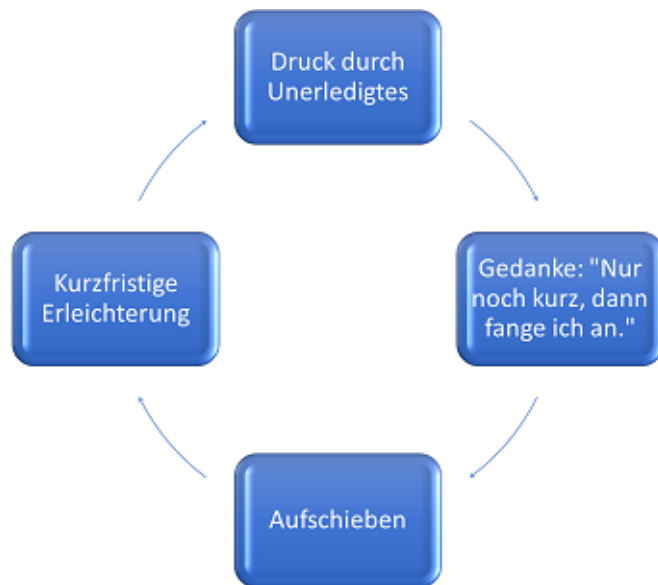 Druck durch
Unerledigtes
Gedanke: "Nur
noch kurz, dann
fange ich an."
Aufschieben
Kurzfristige
Erleichterung